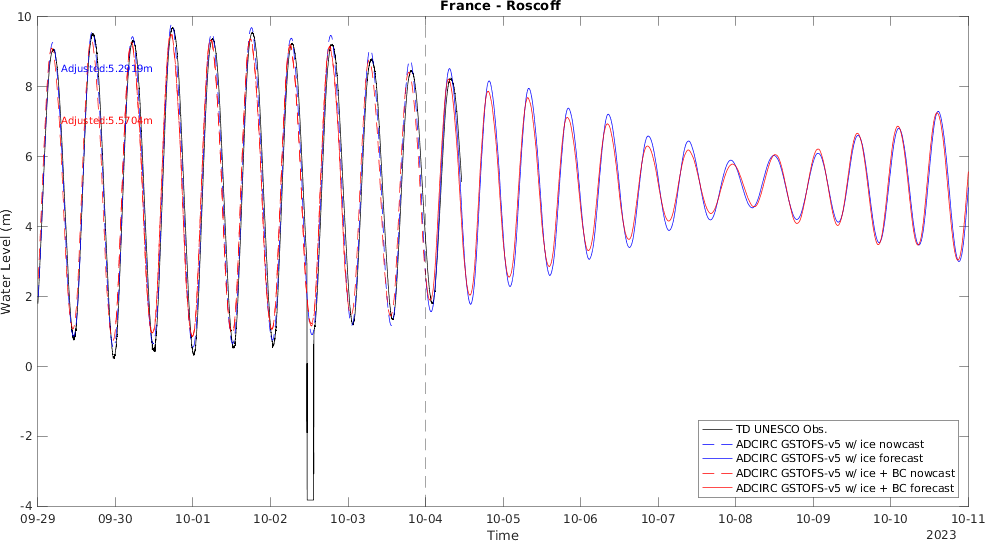 France - Roscoff
10
8
6
4
2
0
-2
-4
Water Level (m)
Adjusted:5.2919m
Adjusted:5.5704m
TD UNESCO Obs.
ADCIRC GSTOFS-v5 w/ ice nowcast
ADCIRC GSTOFS-v5 w/ ice forecast
ADCIRC GSTOFS-v5 w/ ice + BC nowcast
ADCIRC GSTOFS-v5 w/ ice + BC forecast
09-29 09-30 10-01 10-02 10-03 10-04 10-05 10-06 10-07 10-08 10-09 10-10 10-11
Time
2023